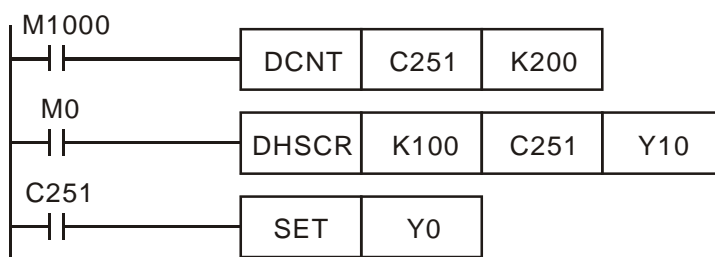 M1000
DCNT C251 K200
M0
DHSCR K100 C251 Y10
C251
SET Y0